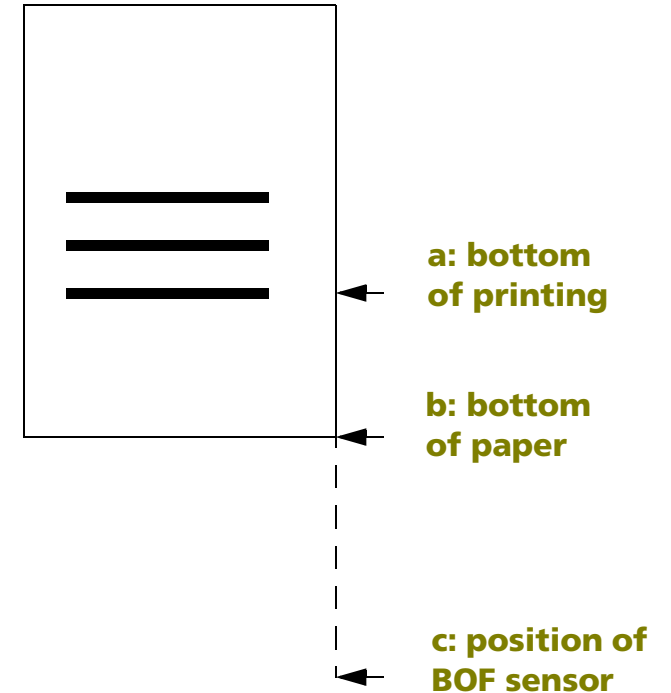 a: bottom
of printing
b: bottom
of paper
c: position of
BOF sensor